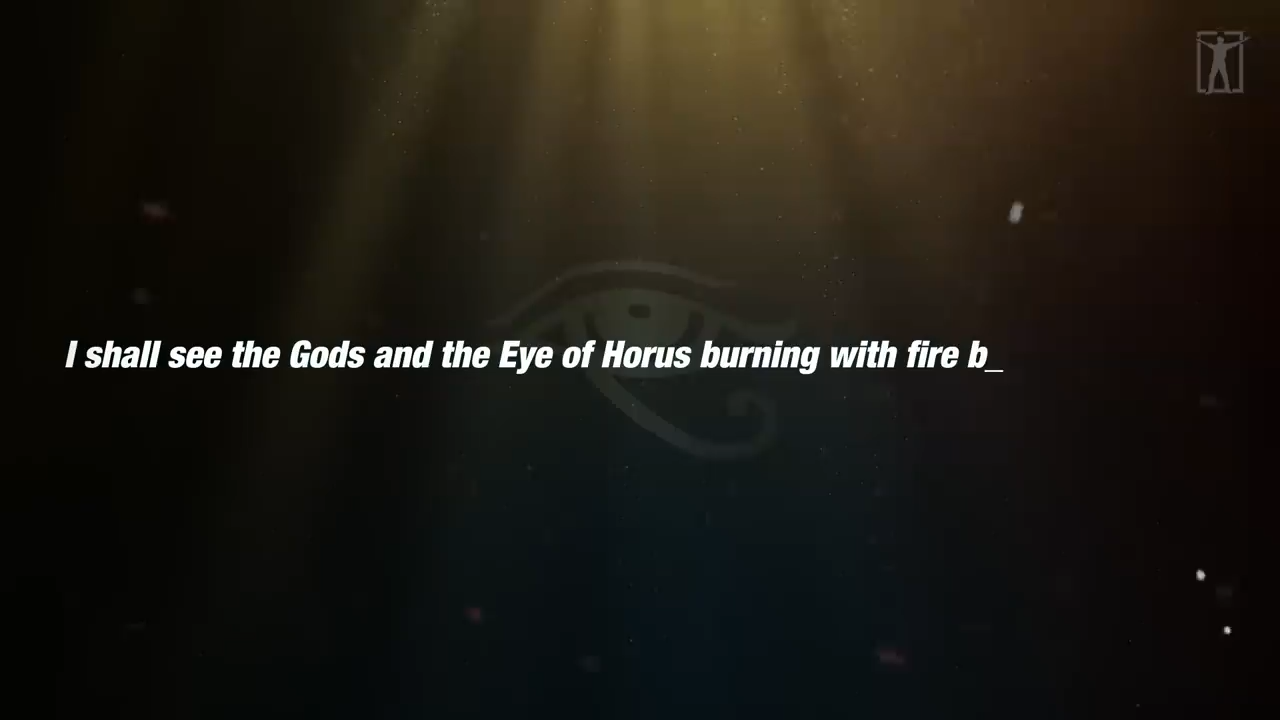 I shall see the Gods and the Eye of Horus burning with fire b_